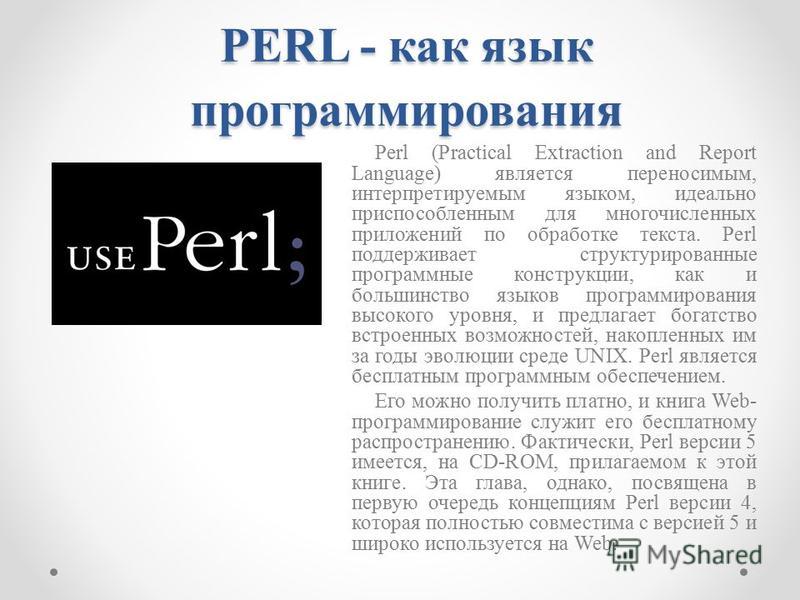 PERL - как язык
программирования
USE Perl;
Perl (Practical Extraction and Report
Language) является переносимым,
интерпретируемым языком, идеально
приспособленным для многочисленных
приложений по обработке текста. Perl
поддерживает структурированные
программные конструкции, как и
большинство языков программирования
высокого уровня, и предлагает богатство
встроенных возможностей, накопленных им
за годы эволюции среде UNIX. Perl является
бесплатным программным обеспечением.
Его можно получить платно, и книга Web-
программирование служит его бесплатному
распространению. Фактически, Perl версии 5
имеется, на CD-ROM, прилагаемом к этой
книге. Эта глава, однако, посвящена в
первую очередь концепциям Perl версии 4,
которая полностью совместима с версией 5 и
широко используется на Web.
MyShared